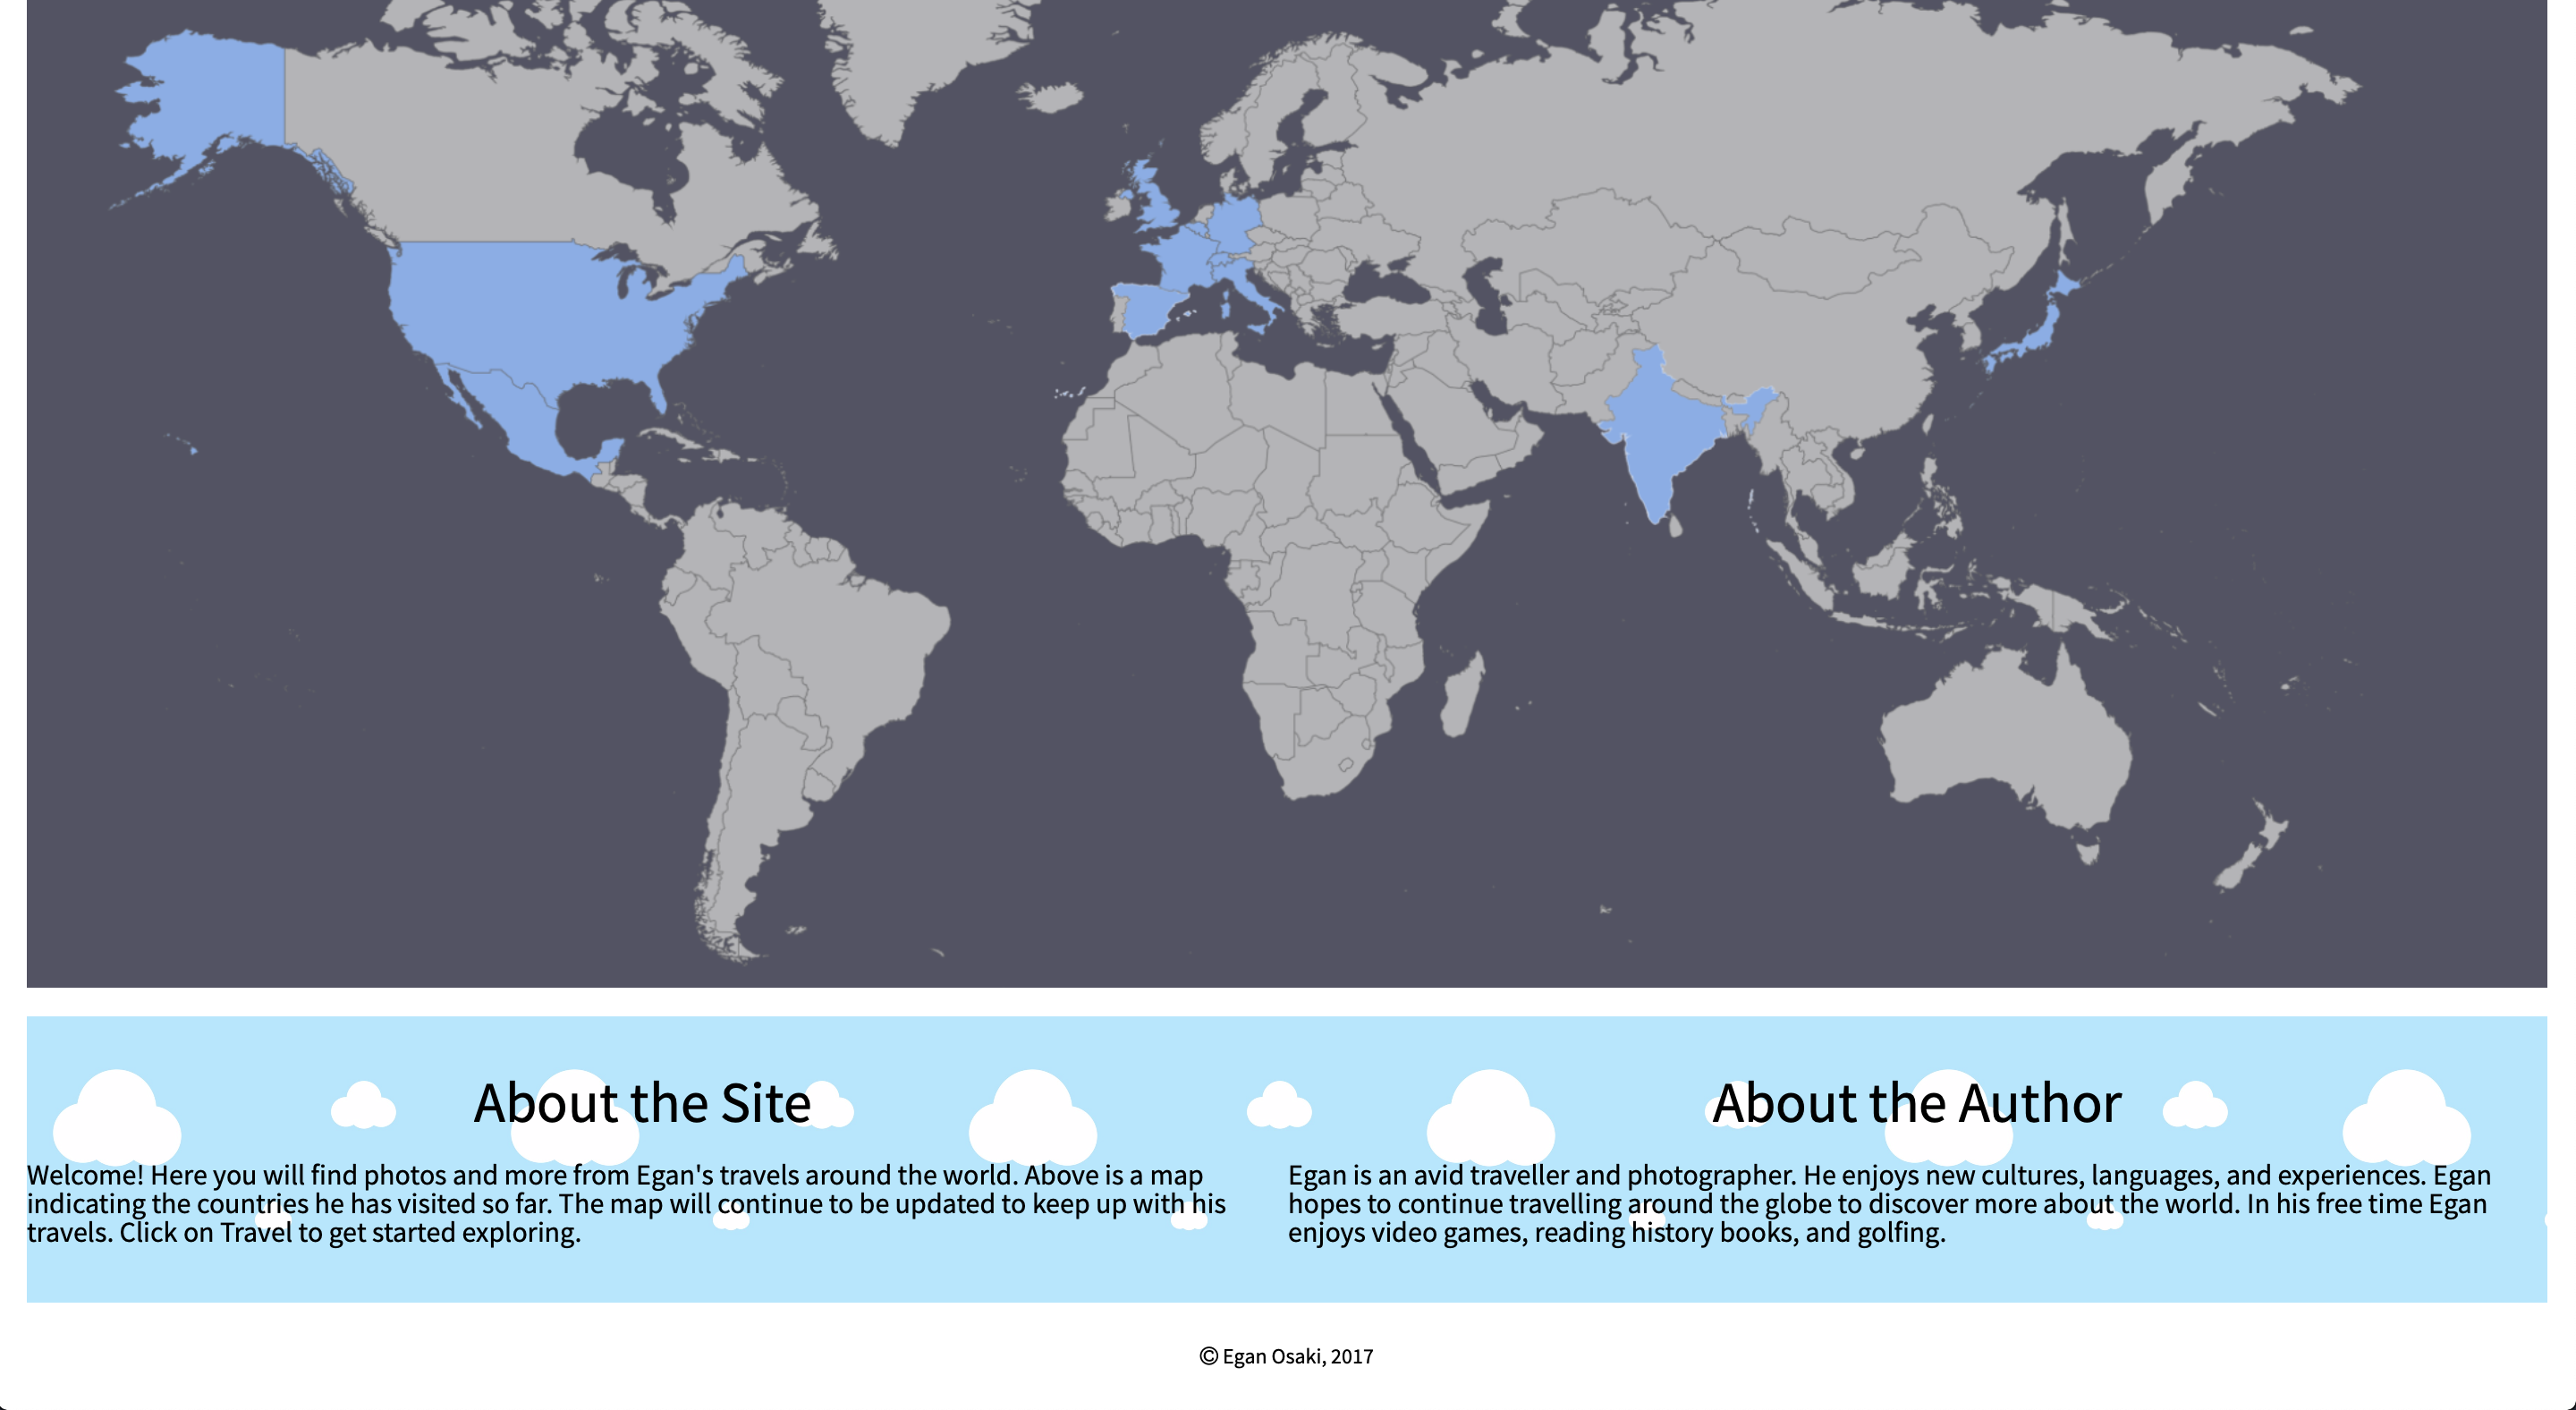 About the Site
Welcome! Here you will find photos and more from Egan's travels around the world. Above is a map
indicating the countries he has visited so far. The map will continue to be updated to keep up with his
travels. Click on Travel to get started exploring.
About the Author
Egan is an avid traveller and photographer. He enjoys new cultures, languages, and experiences. Egan
hopes to continue travelling around the globe to discover more about the world. In his free time Egan
enjoys video games, reading history books, and golfing.
© Egan Osaki, 2017